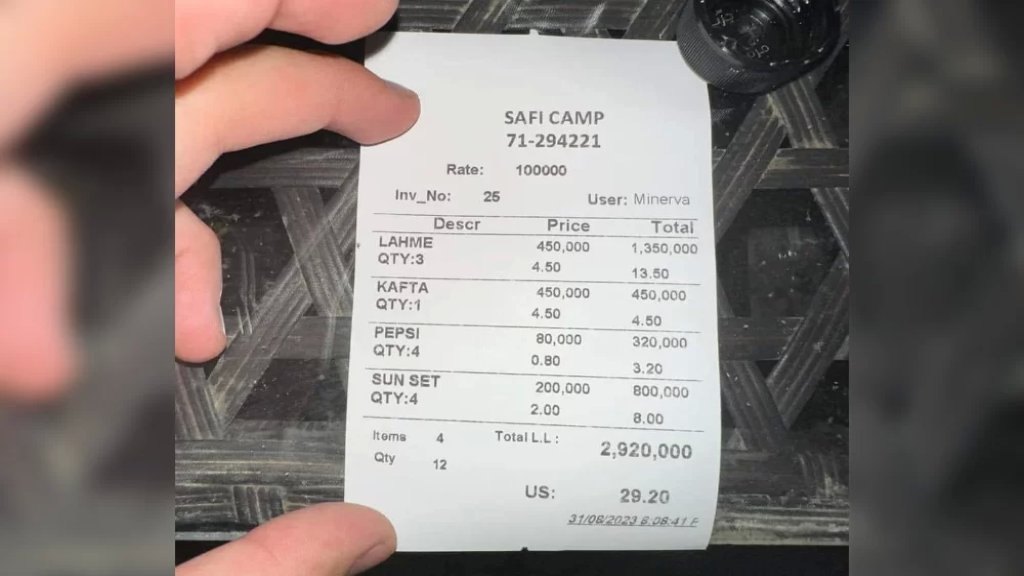 SAFI CAMP
71-294221
Rate: 100000
Inv_No: 25 User: Minerva
Descr Price Total
LAHME 450,000 1,350,000
QTY:3 4.50 13.50
KAFTA 450,000 450,000
QTY:1 4.50 4.50
PEPSI 80,000 320,000
QTY:4 0.80 3.20
SUN SET 200,000 800,000
QTY:4 2.00 8.00
Items 4 Total L.L : 2,920,000
Qty 12
US: 29.20